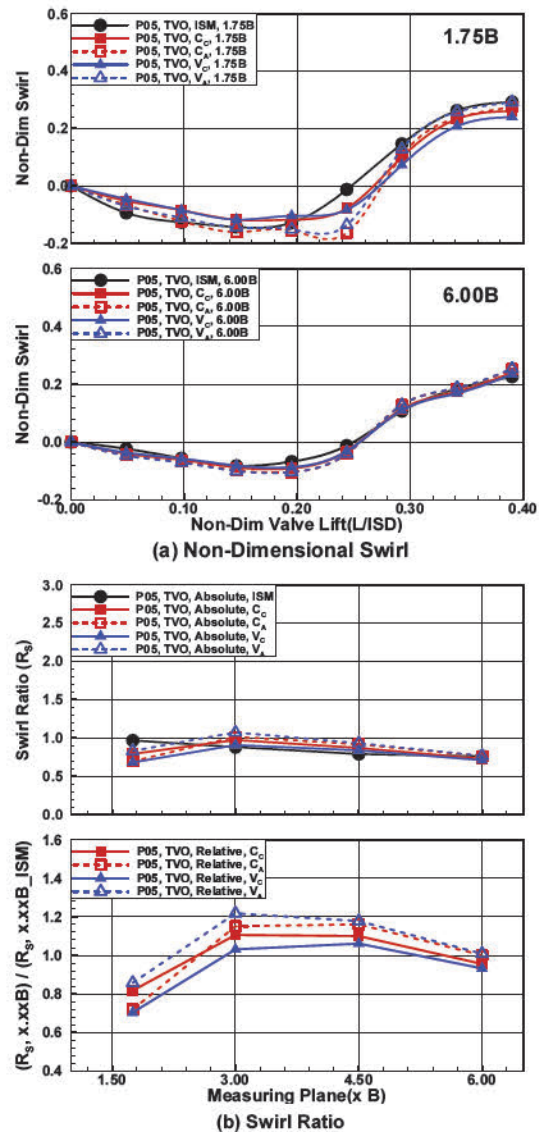 0.6
P05, TVO, ISM, 1.75B
P05, TVO, C_C, 1.75B
P05, TVO, C_A, 1.75B
P05, TVO, V_C, 1.75B
P05, TVO, V_A, 1.75B
1.75B
0.4
0.2
0.0
-0.2
Non-Dim Swirl
0.6
P05, TVO, ISM, 6.00B
P05, TVO, C_C, 6.00B
P05, TVO, C_A, 6.00B
P05, TVO, V_C, 6.00B
P05, TVO, V_A, 6.00B
6.00B
0.4
0.2
0.0
-0.2
Non-Dim Swirl
0.00 0.10 0.20 0.30 0.40
Non-Dim Valve Lift(L/ISD)
(a) Non-Dimensional Swirl
3.0
P05, TVO, Absolute, ISM
P05, TVO, Absolute, C_C
P05, TVO, Absolute, C_A
P05, TVO, Absolute, V_C
P05, TVO, Absolute, V_A
2.5
2.0
1.5
1.0
0.5
0.0
Swirl Ratio (R_S)
1.6
P05, TVO, Relative, C_C
P05, TVO, Relative, C_A
P05, TVO, Relative, V_C
P05, TVO, Relative, V_A
1.4
1.2
1.0
0.8
0.6
0.4
(R_S, x.xxB) / (R_S, x.xxB_ISM)
1.50 3.00 4.50 6.00
Measuring Plane(x B)
(b) Swirl Ratio